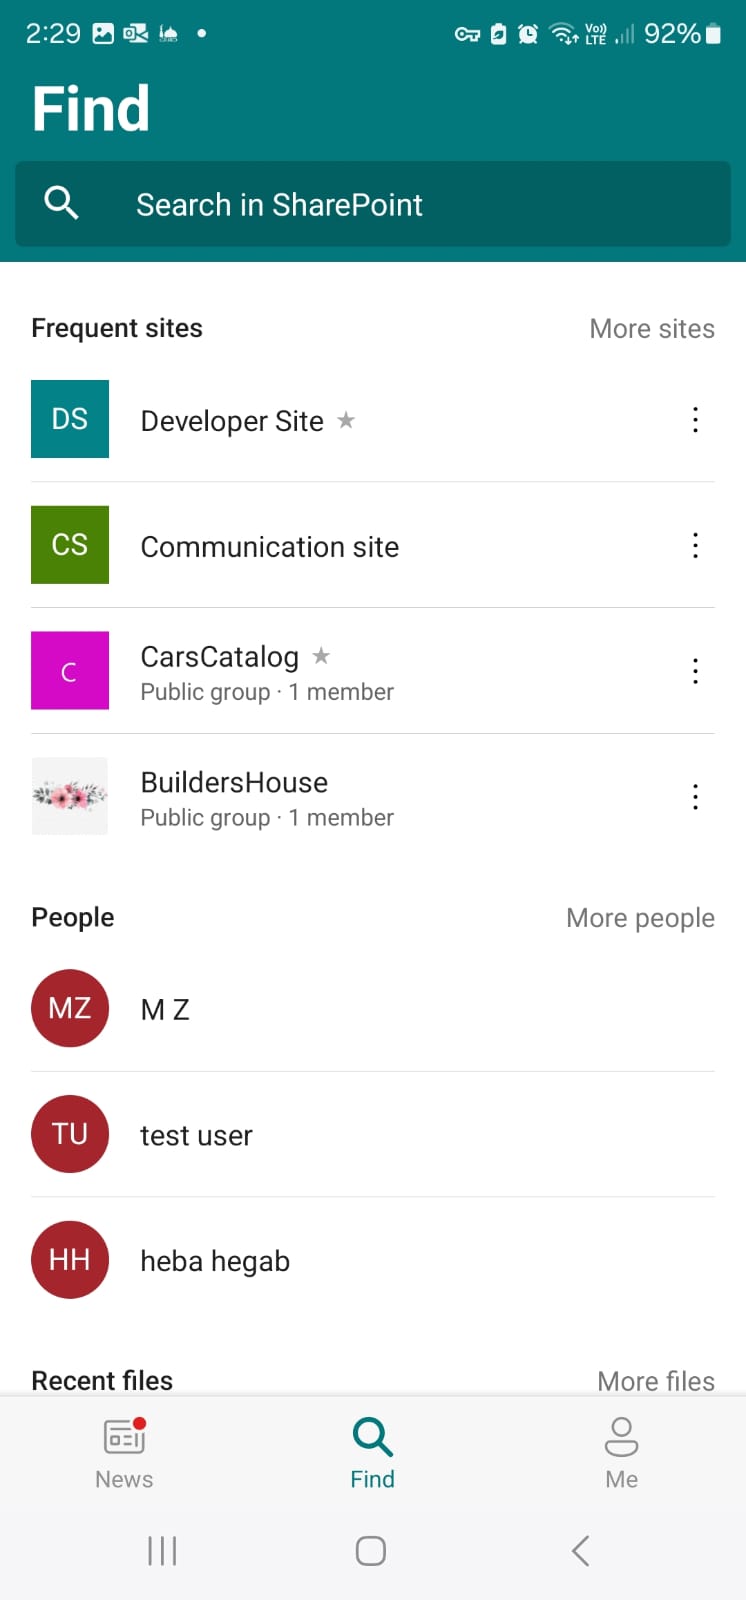 2:29
Vo))
LTE
92%
Find
Search in SharePoint
Frequent sites
More sites
DS
Developer Site
CS
Communication site
C
CarsCatalog
Public group · 1 member
BuildersHouse
Public group · 1 member
People
More people
MZ
M Z
TU
test user
HH
heba hegab
Recent files
More files
News
Find
Me